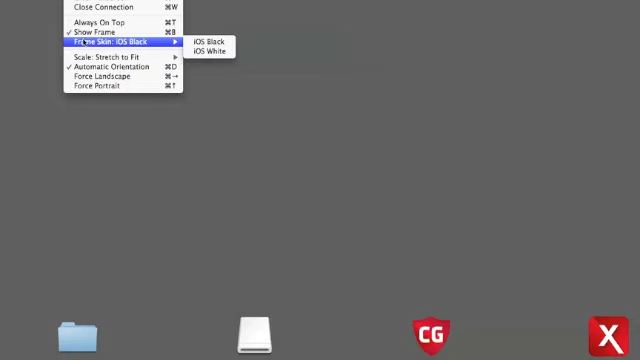 Close Connection ⌘W
Always On Top ⌘T
✓ Show Frame ⌘B
Frame Skin: iOS Black ▶
iOS Black
iOS White
Scale: Stretch to Fit ▶
✓ Automatic Orientation ⌘D
Force Landscape ⌘→
Force Portrait ⌘↑
CG
X